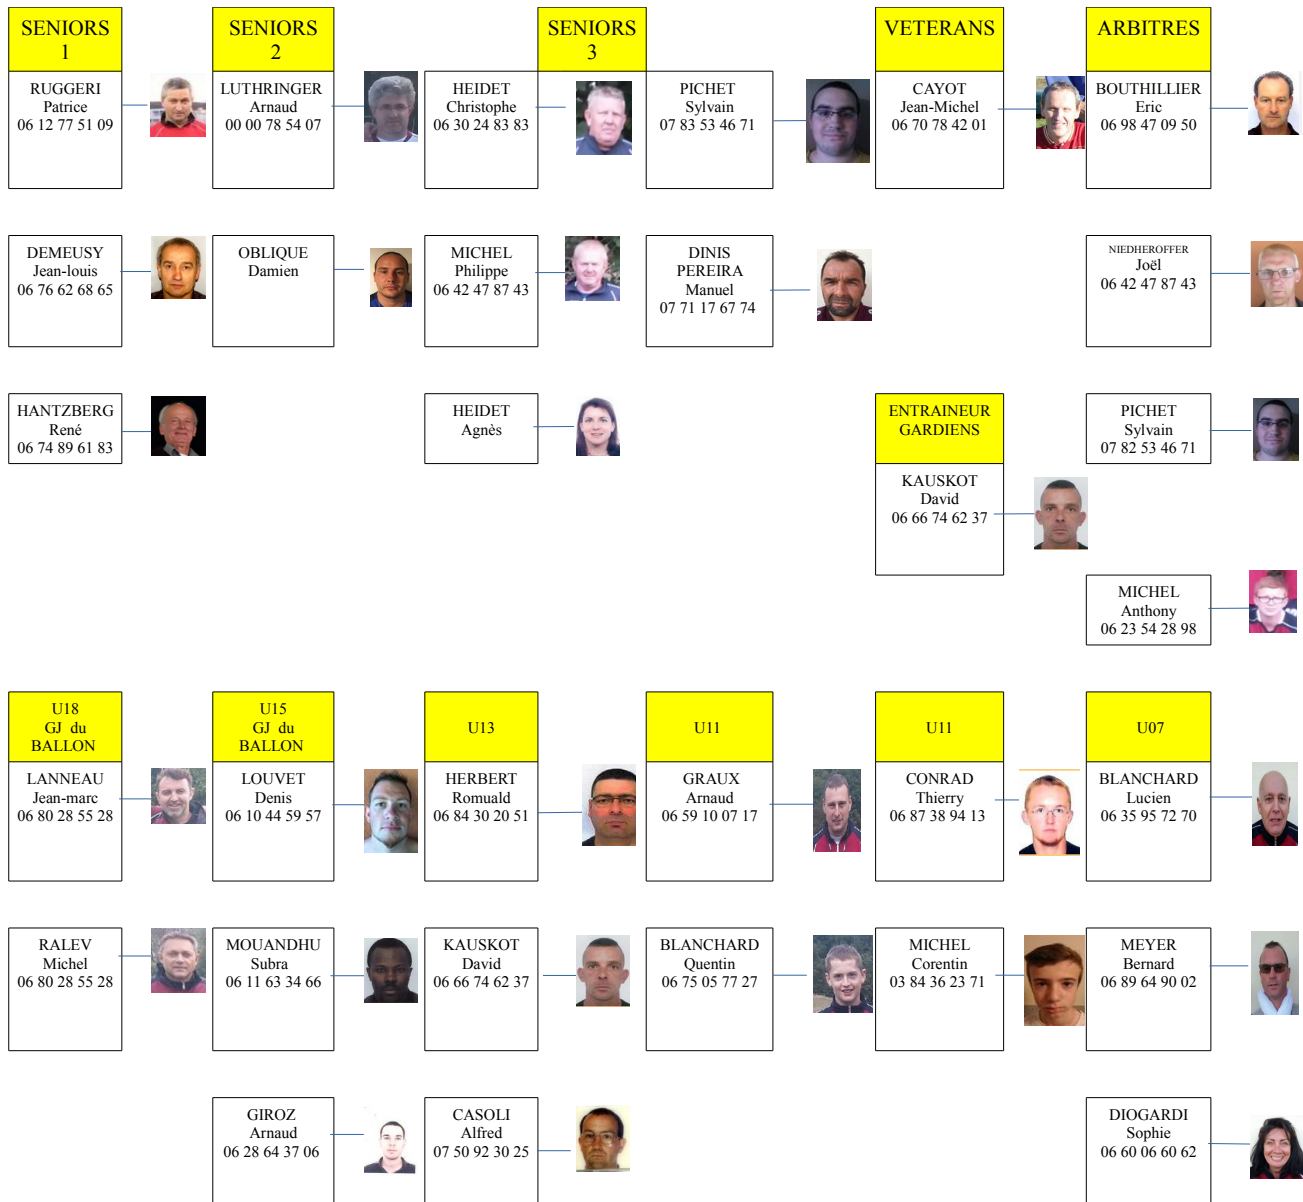 SENIORS
1
RUGGERI
Patrice
06 12 77 51 09
DEMEUSY
Jean-louis
06 76 62 68 65
HANTZBERG
René
06 74 89 61 83
SENIORS
2
LUTHRINGER
Arnaud
00 00 78 54 07
OBLIQUE
Damien
SENIORS
3
HEIDET
Christophe
06 30 24 83 83
PICHET
Sylvain
07 83 53 46 71
MICHEL
Philippe
06 42 47 87 43
DINIS
PEREIRA
Manuel
07 71 17 67 74
HEIDET
Agnès
VETERANS
CAYOT
Jean-Michel
06 70 78 42 01
ENTRAINEUR
GARDIENS
KAUSKOT
David
06 66 74 62 37
ARBITRES
BOUTHILLIER
Eric
06 98 47 09 50
NIEDHEROFFER
Joël
06 42 47 87 43
PICHET
Sylvain
07 82 53 46 71
MICHEL
Anthony
06 23 54 28 98
U18
GJ du
BALLON
LANNEAU
Jean-marc
06 80 28 55 28
RALEV
Michel
06 80 28 55 28
U15
GJ du
BALLON
LOUVET
Denis
06 10 44 59 57
MOUANDHU
Subra
06 11 63 34 66
GIROZ
Arnaud
06 28 64 37 06
U13
HERBERT
Romuald
06 84 30 20 51
KAUSKOT
David
06 66 74 62 37
CASOLI
Alfred
07 50 92 30 25
U11
GRAUX
Arnaud
06 59 10 07 17
BLANCHARD
Quentin
06 75 05 77 27
U11
CONRAD
Thierry
06 87 38 94 13
MICHEL
Corentin
03 84 36 23 71
U07
BLANCHARD
Lucien
06 35 95 72 70
MEYER
Bernard
06 89 64 90 02
DIOGARDI
Sophie
06 60 06 60 62